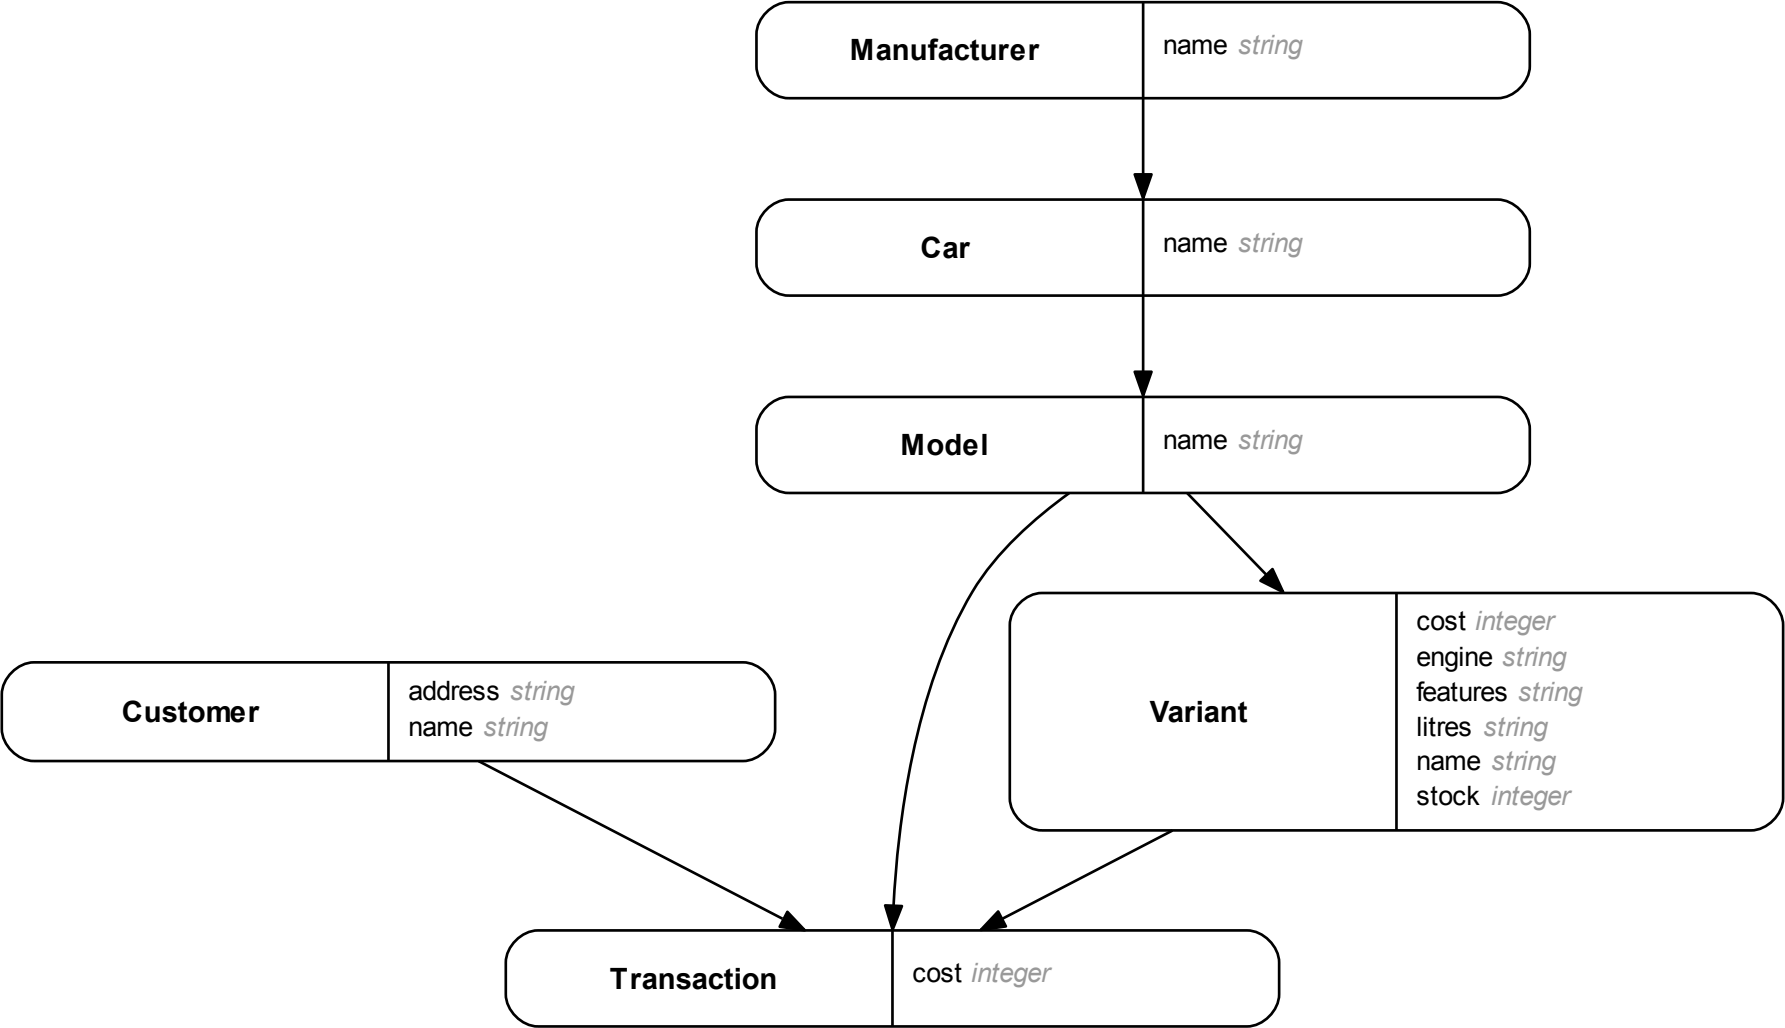 Manufacturer
name string
Car
name string
Model
name string
Customer
address string
name string
Variant
cost integer
engine string
features string
litres string
name string
stock integer
Transaction
cost integer